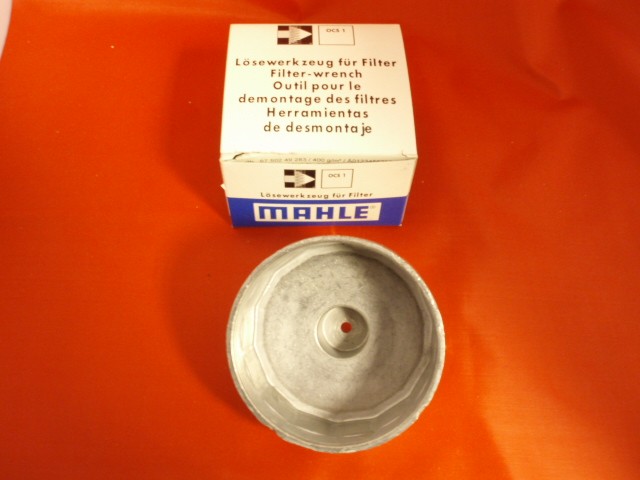 OCS 1
Lösewerkzeug für Filter
Filter-wrench
Outil pour le
demontage des filtres
Herramientas
de desmontaje
OCS 1
Lösewerkzeug für Filter
MAHLE®